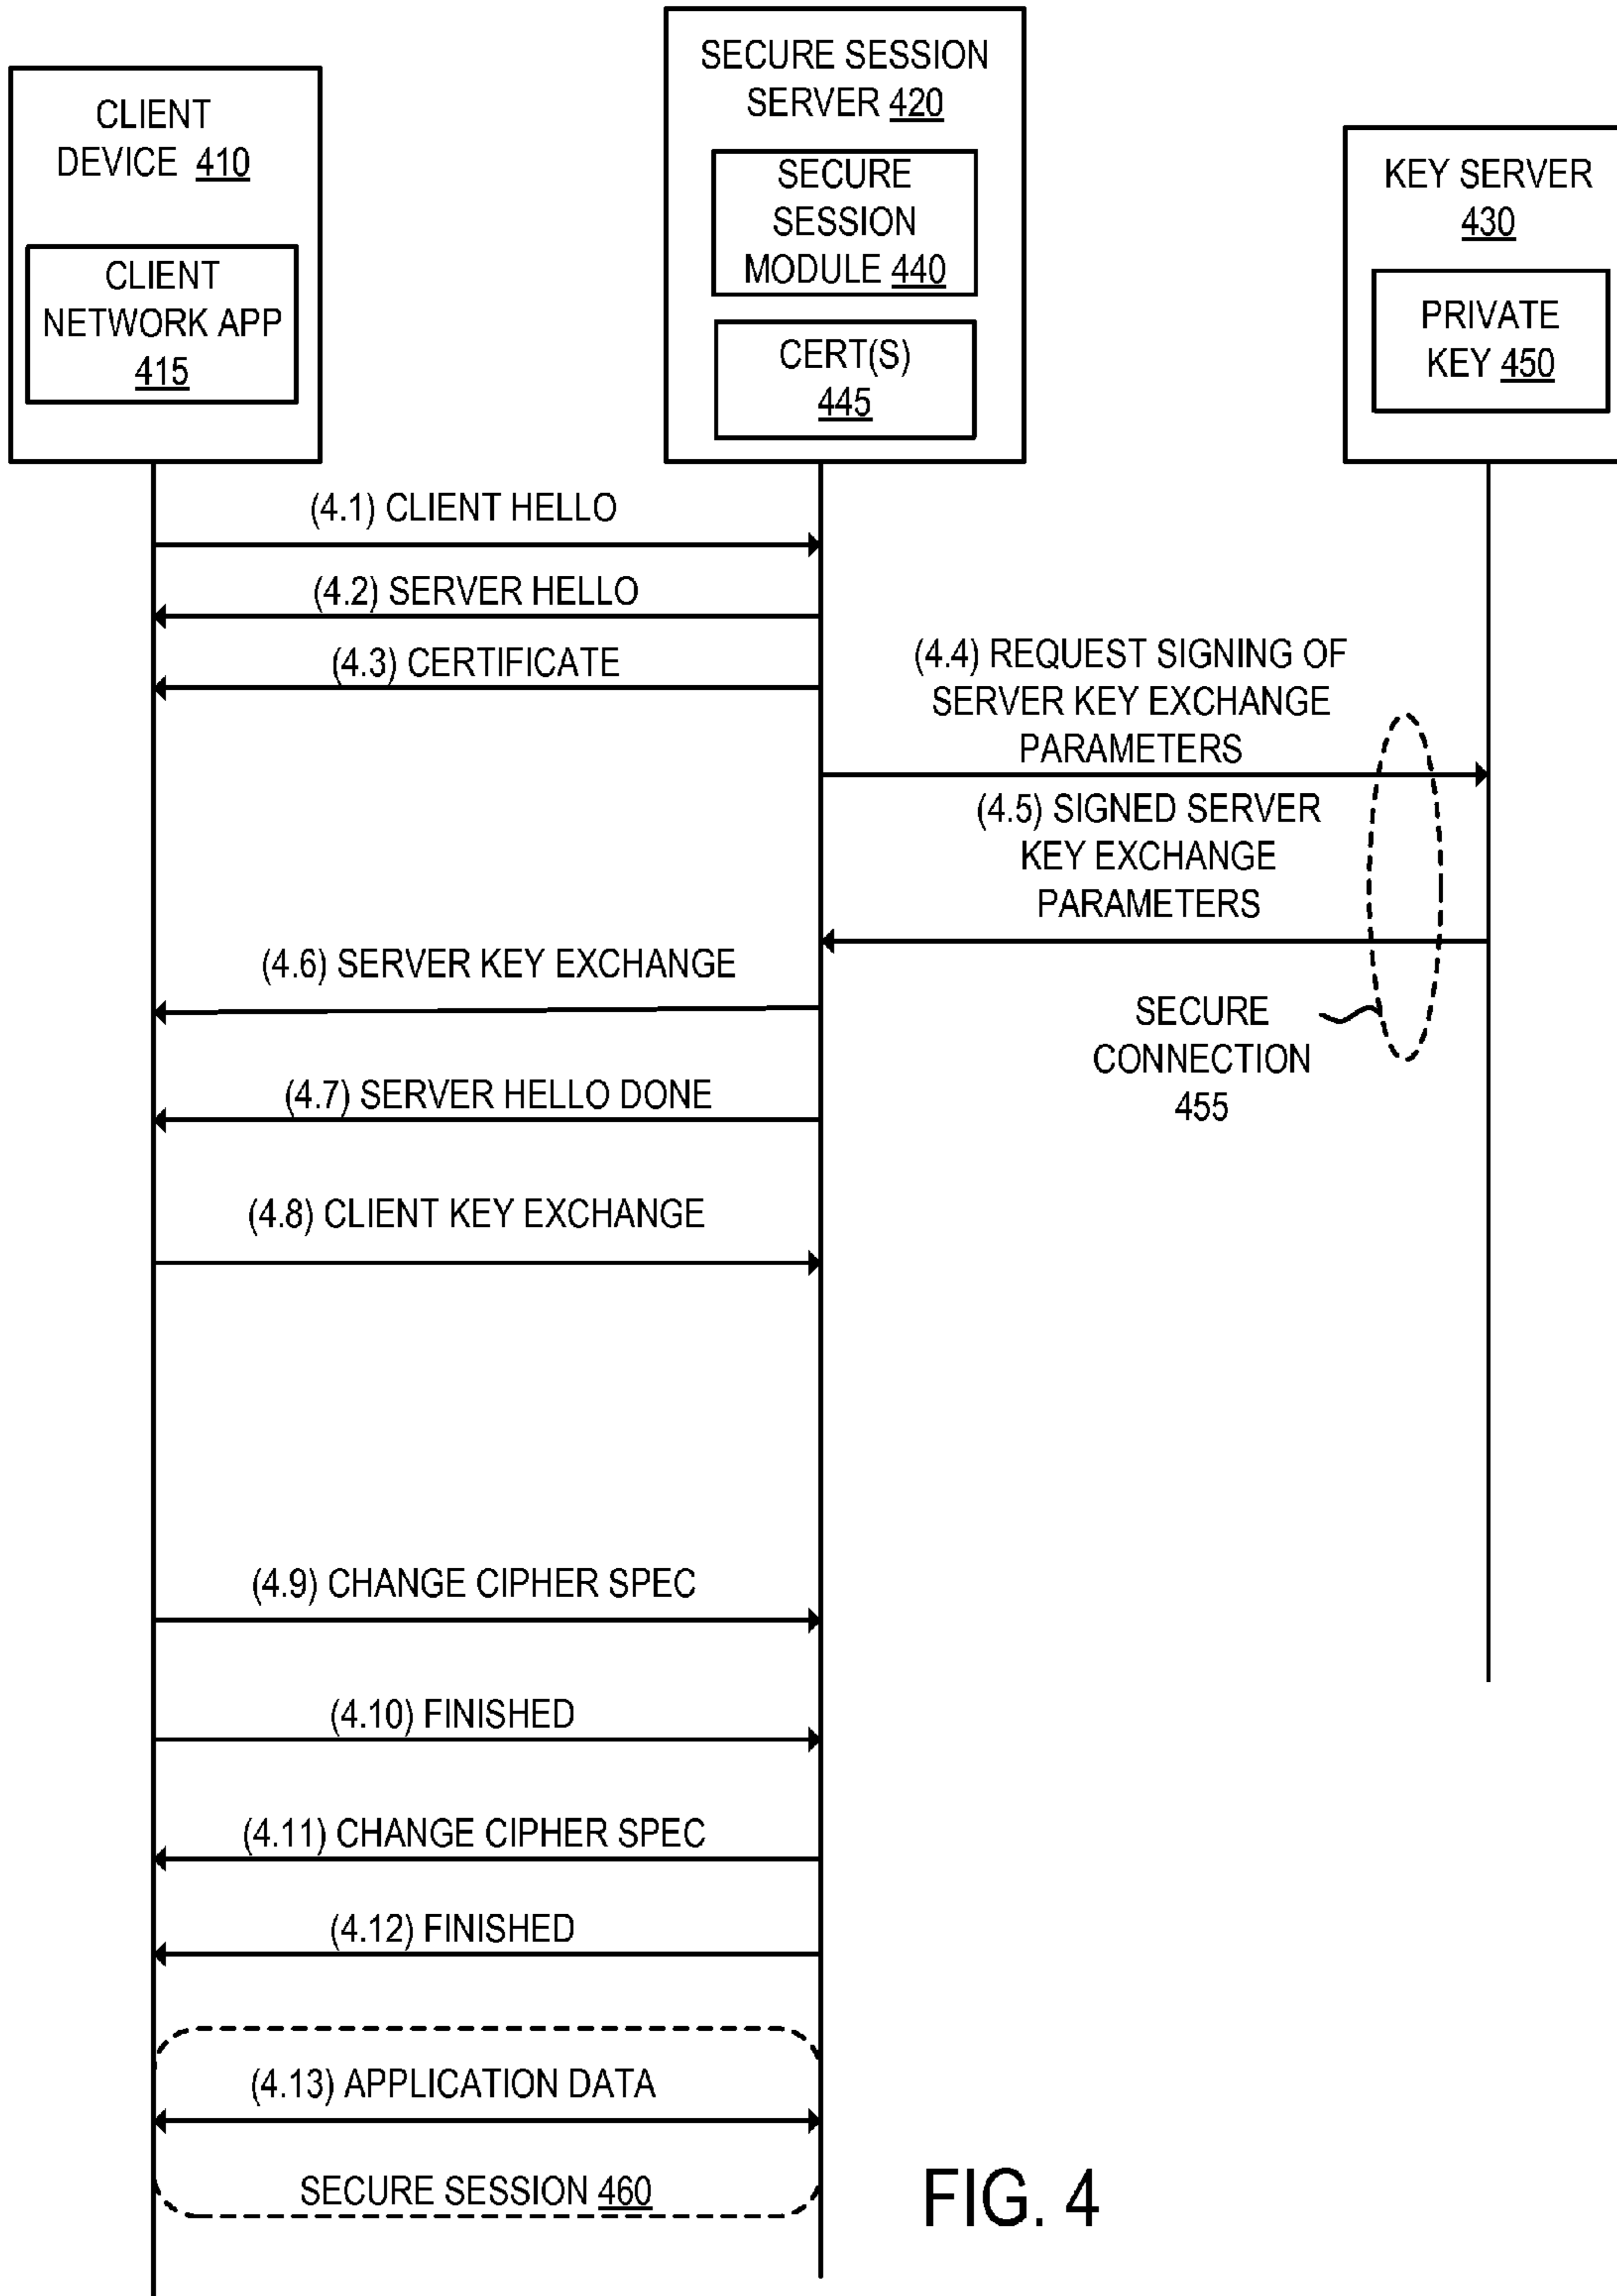 CLIENT
DEVICE 410
CLIENT
NETWORK APP
415
SECURE SESSION
SERVER 420
SECURE
SESSION
MODULE 440
CERT(S)
445
KEY SERVER
430
PRIVATE
KEY 450
(4.1) CLIENT HELLO
(4.2) SERVER HELLO
(4.3) CERTIFICATE
(4.4) REQUEST SIGNING OF
SERVER KEY EXCHANGE
PARAMETERS
(4.5) SIGNED SERVER
KEY EXCHANGE
PARAMETERS
(4.6) SERVER KEY EXCHANGE
SECURE
CONNECTION
455
(4.7) SERVER HELLO DONE
(4.8) CLIENT KEY EXCHANGE
(4.9) CHANGE CIPHER SPEC
(4.10) FINISHED
(4.11) CHANGE CIPHER SPEC
(4.12) FINISHED
(4.13) APPLICATION DATA
SECURE SESSION 460
FIG. 4